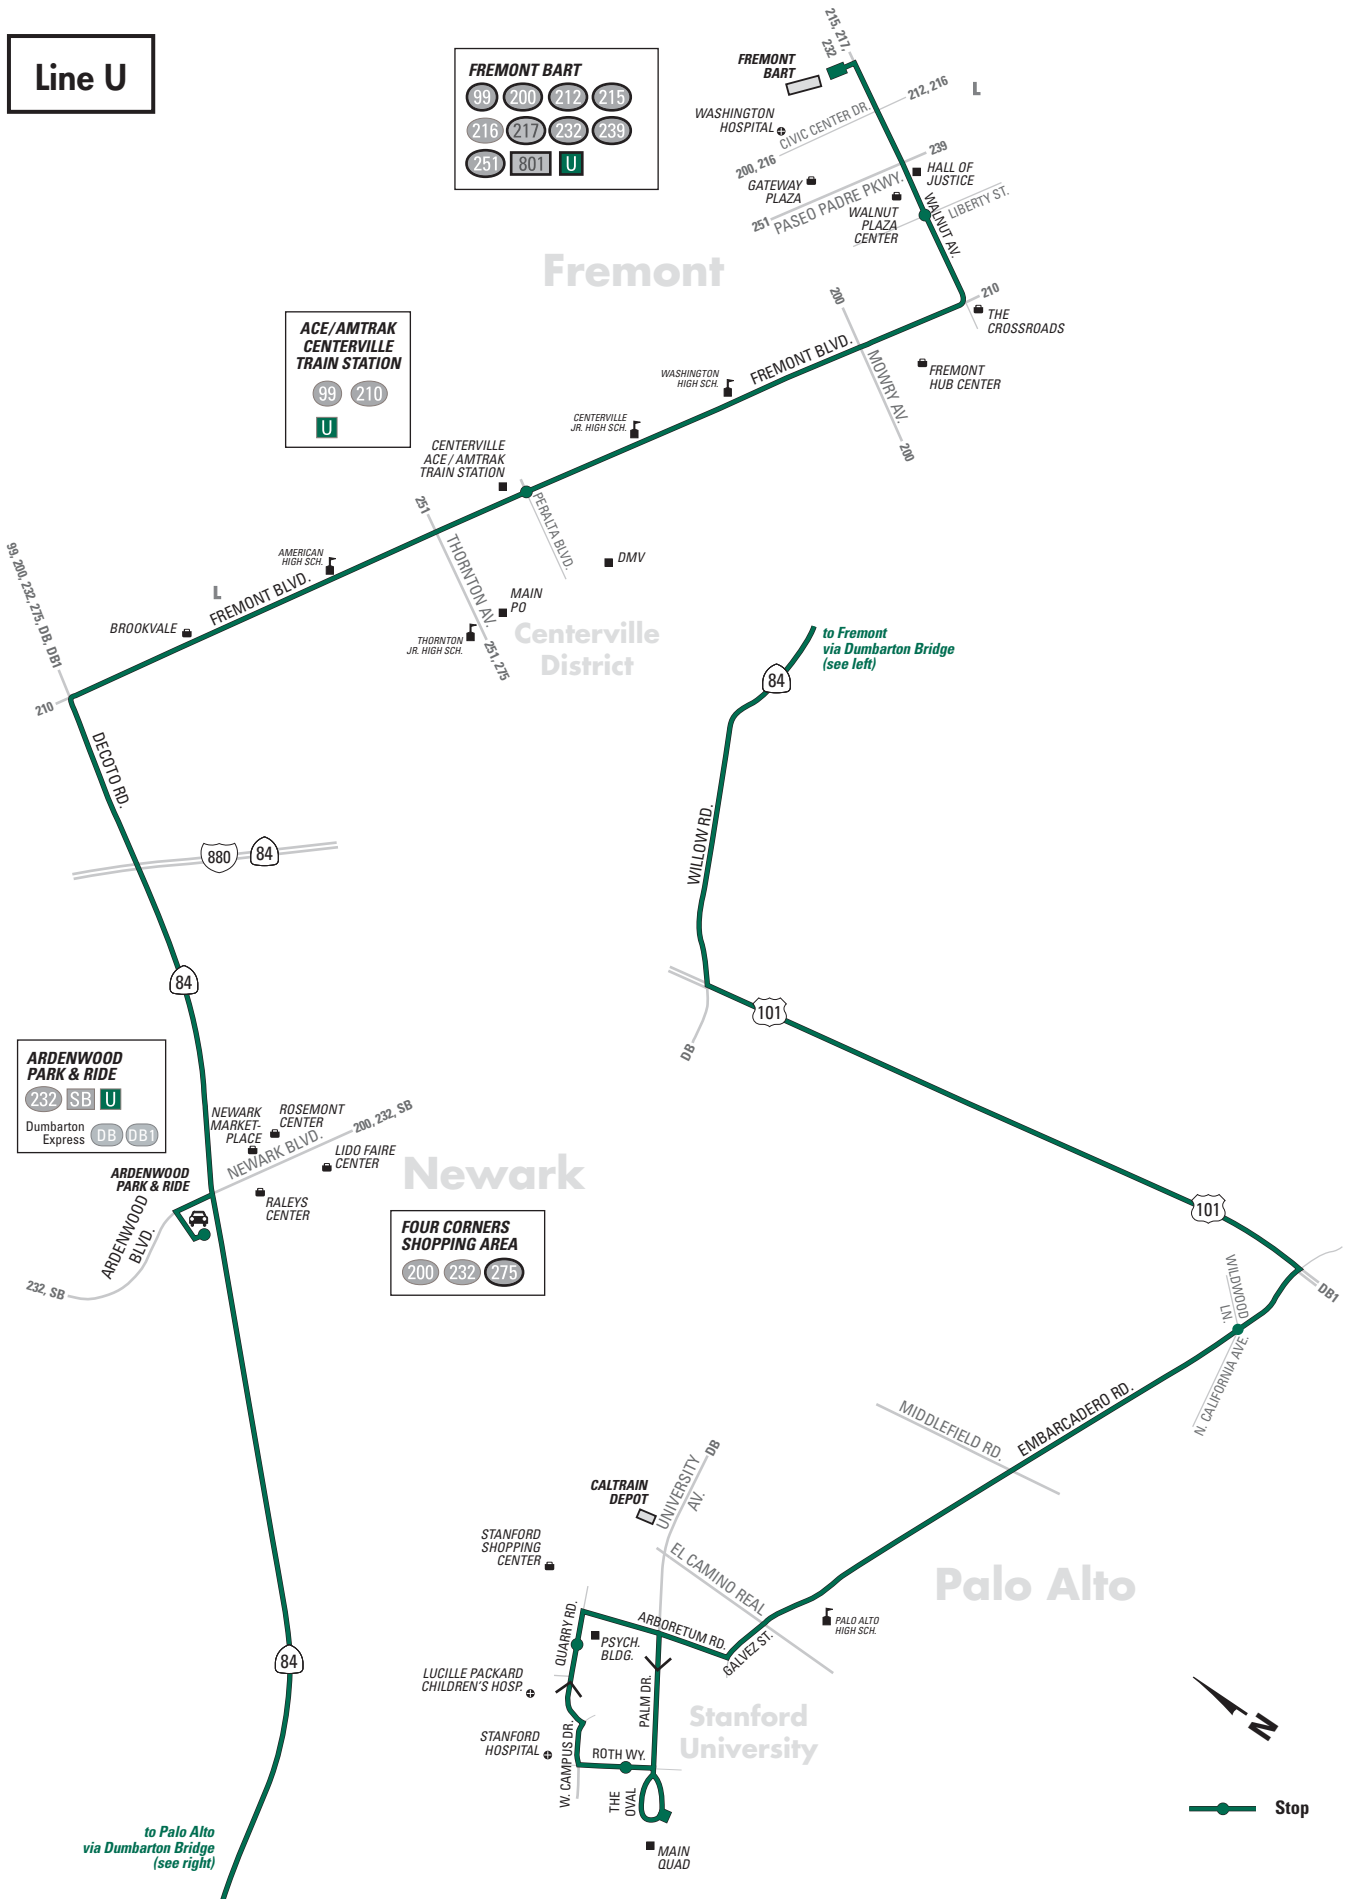 Line U
FREMONT BART
99 200 212 215
216 217 232 239
251 801 U
215, 217,
232
FREMONT
BART
WASHINGTON
HOSPITAL
CIVIC CENTER DR.
212, 216
L
200, 216
239
HALL OF
JUSTICE
GATEWAY
PLAZA
PASEO PADRE PKWY.
251
WALNUT
PLAZA
CENTER
WALNUT AV.
LIBERTY ST.
Fremont
210
THE
CROSSROADS
200
FREMONT BLVD.
MOWRY AV.
200
FREMONT
HUB CENTER
ACE/AMTRAK
CENTERVILLE
TRAIN STATION
99 210
U
WASHINGTON
HIGH SCH.
CENTERVILLE
JR. HIGH SCH.
CENTERVILLE
ACE / AMTRAK
TRAIN STATION
PERALTA BLVD.
251
THORNTON AV.
251, 275
DMV
MAIN
PO
THORNTON
JR. HIGH SCH.
Centerville
District
AMERICAN
HIGH SCH.
L
FREMONT BLVD.
BROOKVALE
99, 200, 232, 275, DB, DB1
210
DECOTO RD.
880
84
84
to Fremont
via Dumbarton Bridge
(see left)
84
WILLOW RD.
101
DB
ARDENWOOD
PARK & RIDE
232 SB U
Dumbarton
Express DB DB1
NEWARK
MARKET-
PLACE
ROSEMONT
CENTER
200, 232, SB
NEWARK BLVD.
LIDO FAIRE
CENTER
RALEYS
CENTER
Newark
ARDENWOOD
PARK & RIDE
ARDENWOOD
BLVD.
232, SB
FOUR CORNERS
SHOPPING AREA
200 232 275
101
DB1
WILDWOOD
LN.
N. CALIFORNIA AVE.
EMBARCADERO RD.
MIDDLEFIELD RD.
DB
UNIVERSITY
AV.
CALTRAIN
DEPOT
STANFORD
SHOPPING
CENTER
EL CAMINO REAL
Palo Alto
PALO ALTO
HIGH SCH.
GALVEZ ST.
ARBORETUM RD.
QUARRY RD.
PSYCH.
BLDG.
LUCILLE PACKARD
CHILDREN'S HOSP.
PALM DR.
Stanford
University
STANFORD
HOSPITAL
W. CAMPUS DR.
ROTH WY.
THE
OVAL
MAIN
QUAD
84
to Palo Alto
via Dumbarton Bridge
(see right)
N
Stop